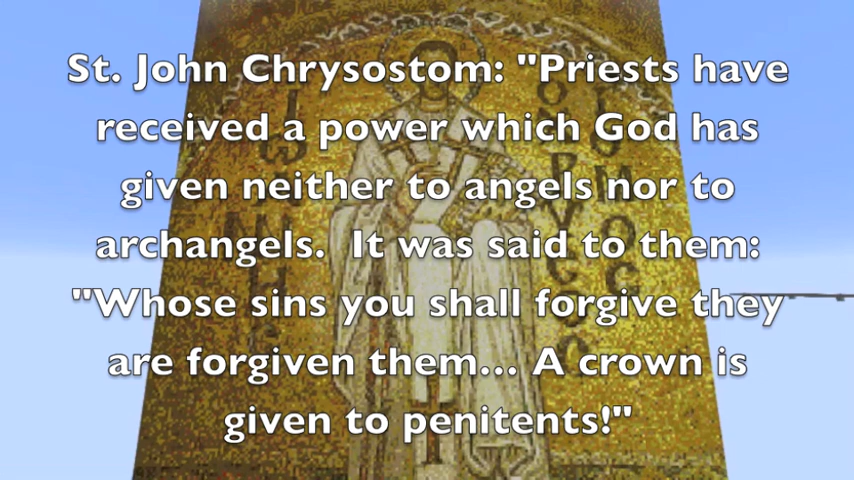 St. John Chrysostom: "Priests have
received a power which God has
given neither to angels nor to
archangels.  It was said to them:
"Whose sins you shall forgive they
are forgiven them... A crown is
given to penitents!"